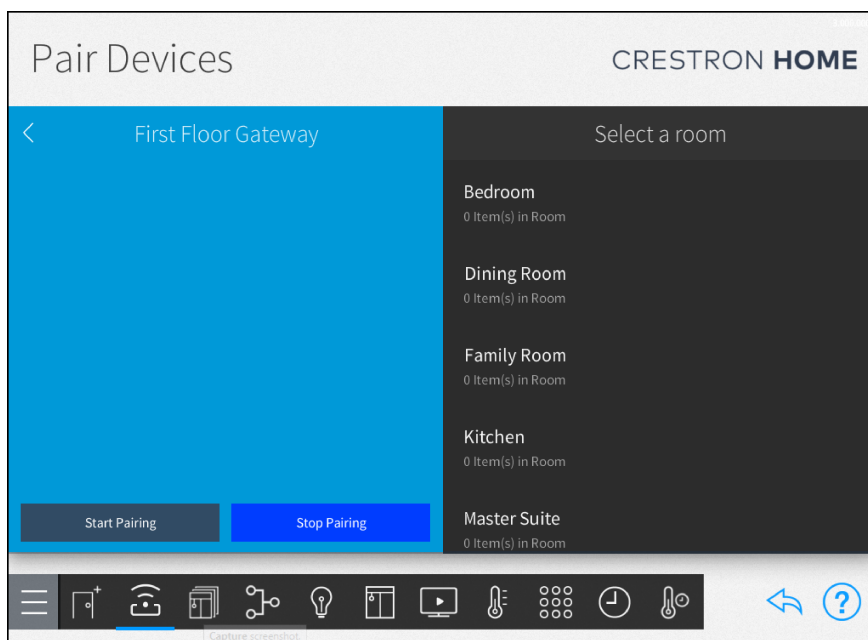 Pair Devices
CRESTRON HOME
First Floor Gateway
Select a room
Bedroom
0 Item(s) in Room
Dining Room
0 Item(s) in Room
Family Room
0 Item(s) in Room
Kitchen
0 Item(s) in Room
Master Suite
0 Item(s) in Room
Start Pairing
Stop Pairing
?
Capture screenshot.